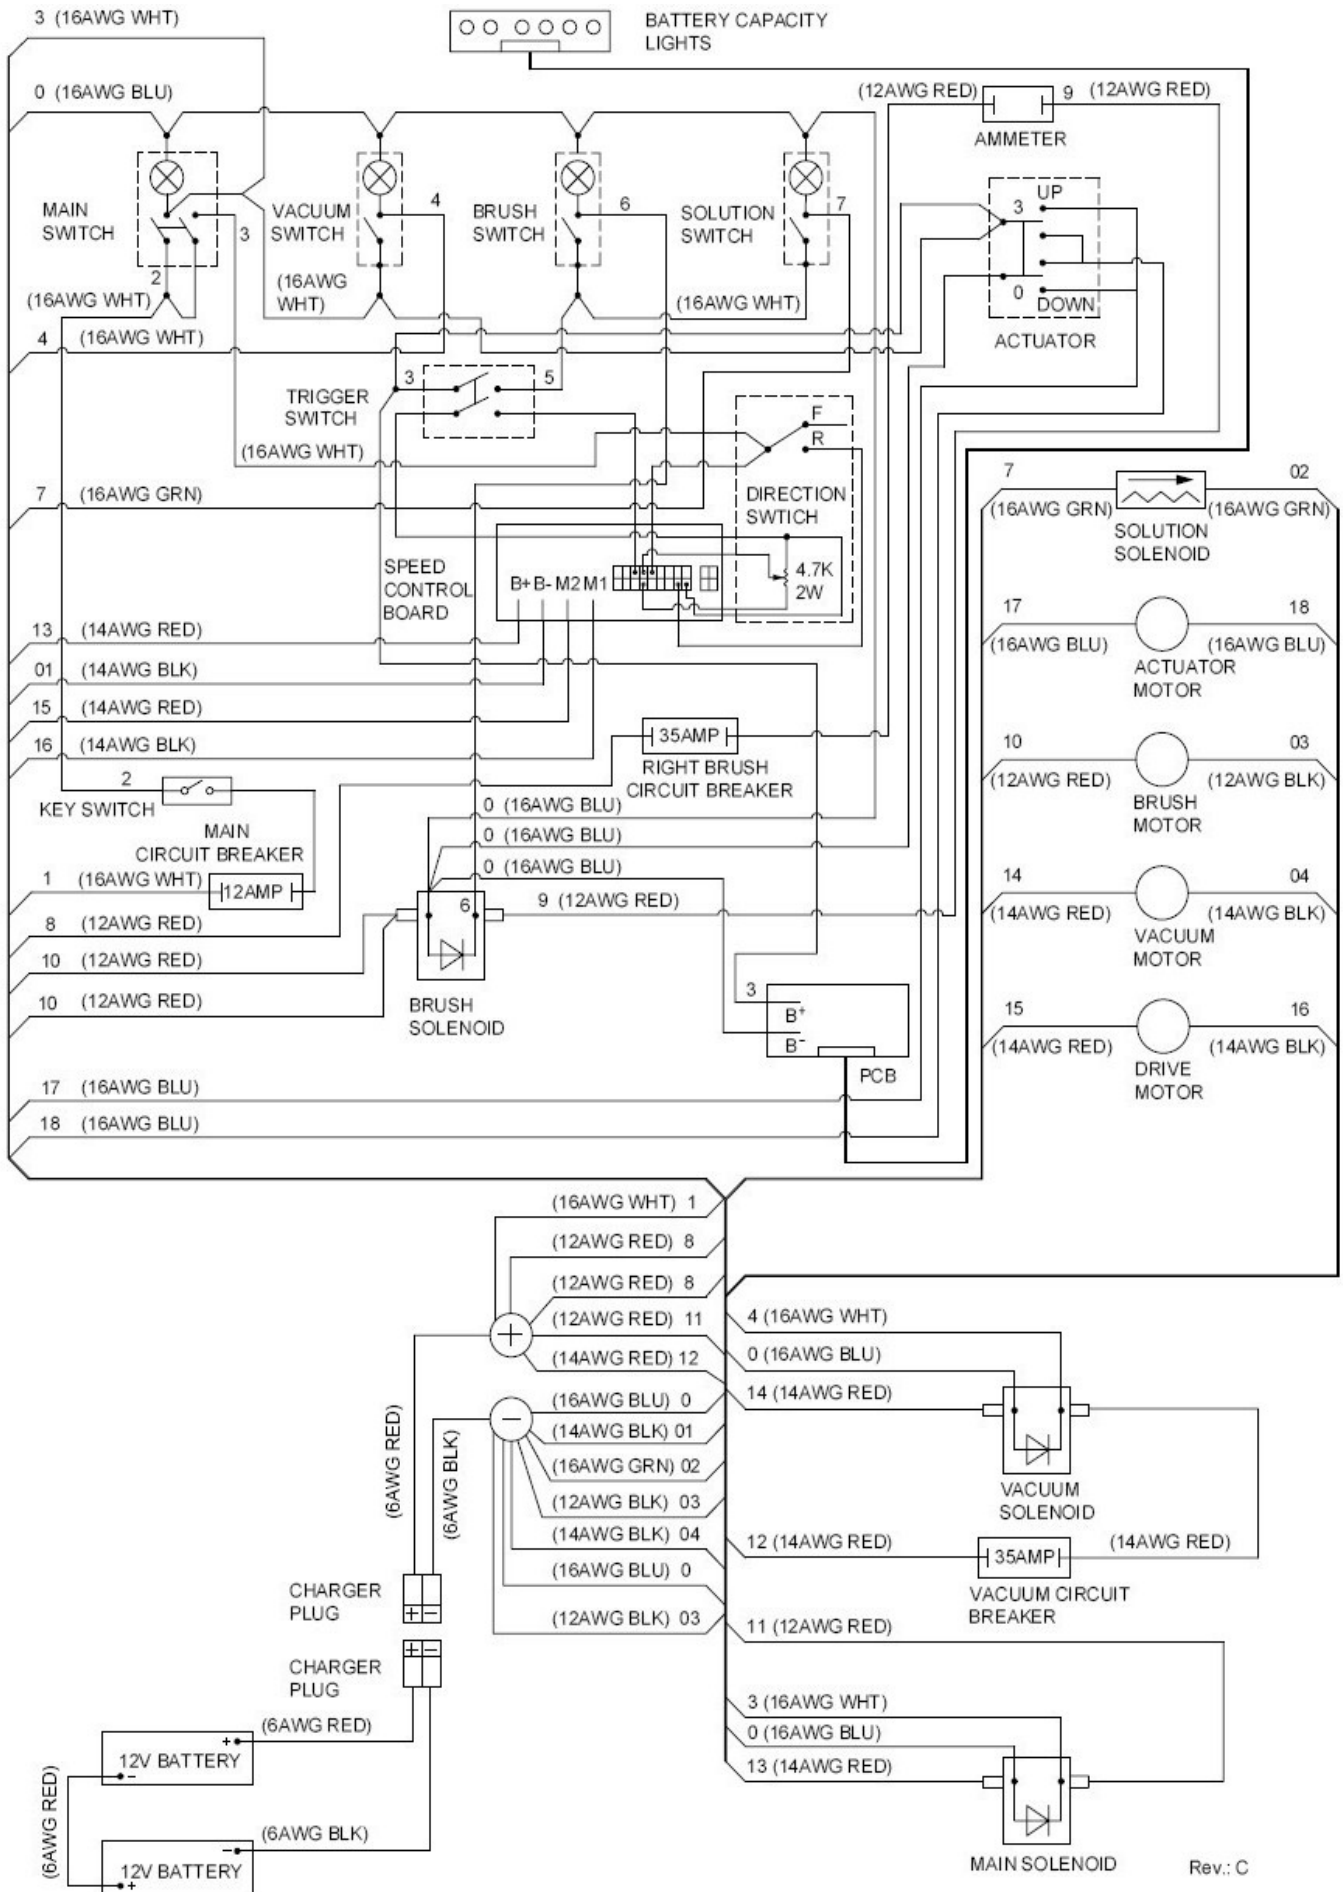 3 (16AWG WHT)
BATTERY CAPACITY
LIGHTS
0 (16AWG BLU)
(12AWG RED)
9 (12AWG RED)
AMMETER
MAIN
SWITCH
3
2
VACUUM
SWITCH
4
BRUSH
SWITCH
6
SOLUTION
SWITCH
7
3
UP
0
DOWN
ACTUATOR
(16AWG WHT)
(16AWG
WHT)
(16AWG WHT)
4 (16AWG WHT)
TRIGGER
SWITCH
3
5
(16AWG WHT)
F
R
DIRECTION
SWTICH
4.7K
2W
7 (16AWG GRN)
SPEED
CONTROL
BOARD
B+ B- M2 M1
13 (14AWG RED)
01 (14AWG BLK)
15 (14AWG RED)
16 (14AWG BLK)
35AMP
RIGHT BRUSH
CIRCUIT BREAKER
2
KEY SWITCH
MAIN
CIRCUIT BREAKER
12AMP
1 (16AWG WHT)
0 (16AWG BLU)
0 (16AWG BLU)
0 (16AWG BLU)
9 (12AWG RED)
6
BRUSH
SOLENOID
8 (12AWG RED)
10 (12AWG RED)
10 (12AWG RED)
3
B+
B-
PCB
17 (16AWG BLU)
18 (16AWG BLU)
7
(16AWG GRN)
02
(16AWG GRN)
SOLUTION
SOLENOID
17
(16AWG BLU)
18
(16AWG BLU)
ACTUATOR
MOTOR
10
(12AWG RED)
03
(12AWG BLK)
BRUSH
MOTOR
14
(14AWG RED)
04
(14AWG BLK)
VACUUM
MOTOR
15
(14AWG RED)
16
(14AWG BLK)
DRIVE
MOTOR
(16AWG WHT) 1
(12AWG RED) 8
(12AWG RED) 8
(12AWG RED) 11
(14AWG RED) 12
+
(16AWG BLU) 0
(14AWG BLK) 01
(16AWG GRN) 02
(12AWG BLK) 03
(14AWG BLK) 04
(16AWG BLU) 0
(12AWG BLK) 03
−
(6AWG RED)
(6AWG BLK)
CHARGER
PLUG
+ −
+ −
CHARGER
PLUG
(6AWG RED)
+
12V BATTERY
-
(6AWG RED)
(6AWG BLK)
-
12V BATTERY
+
4 (16AWG WHT)
0 (16AWG BLU)
14 (14AWG RED)
VACUUM
SOLENOID
12 (14AWG RED)
35AMP
(14AWG RED)
VACUUM CIRCUIT
BREAKER
11 (12AWG RED)
3 (16AWG WHT)
0 (16AWG BLU)
13 (14AWG RED)
MAIN SOLENOID
Rev.: C